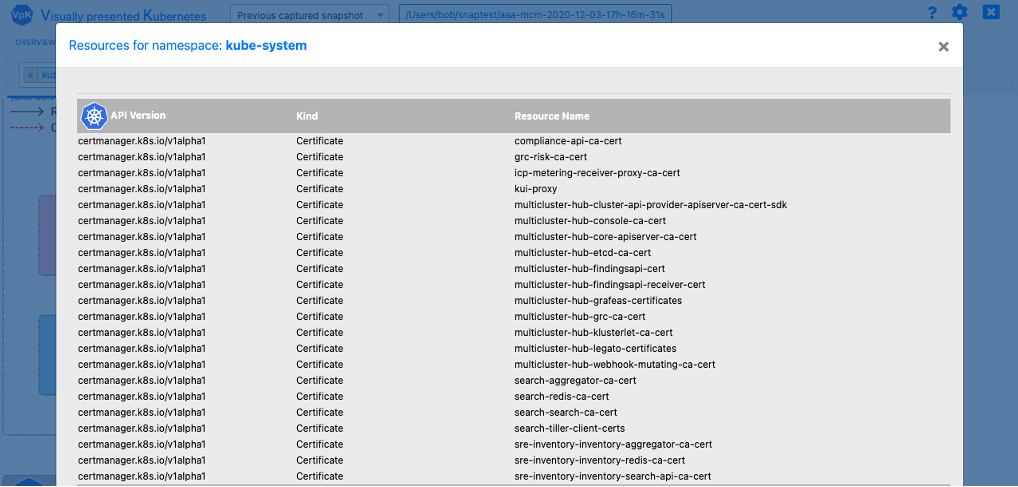 VpK Visually presented Kubernetes
Previous captured snapshot
/Users/bob/snaptest/aaa-mcm-2020-12-03-17h-16m-31s
?
OVERVIEW
Resources for namespace: kube-system
×
× kub
API Version Kind Resource Name
certmanager.k8s.io/v1alpha1 Certificate compliance-api-ca-cert
certmanager.k8s.io/v1alpha1 Certificate grc-risk-ca-cert
certmanager.k8s.io/v1alpha1 Certificate icp-metering-receiver-proxy-ca-cert
certmanager.k8s.io/v1alpha1 Certificate kui-proxy
certmanager.k8s.io/v1alpha1 Certificate multicluster-hub-cluster-api-provider-apiserver-ca-cert-sdk
certmanager.k8s.io/v1alpha1 Certificate multicluster-hub-console-ca-cert
certmanager.k8s.io/v1alpha1 Certificate multicluster-hub-core-apiserver-ca-cert
certmanager.k8s.io/v1alpha1 Certificate multicluster-hub-etcd-ca-cert
certmanager.k8s.io/v1alpha1 Certificate multicluster-hub-findingsapi-cert
certmanager.k8s.io/v1alpha1 Certificate multicluster-hub-findingsapi-receiver-cert
certmanager.k8s.io/v1alpha1 Certificate multicluster-hub-grafeas-certificates
certmanager.k8s.io/v1alpha1 Certificate multicluster-hub-grc-ca-cert
certmanager.k8s.io/v1alpha1 Certificate multicluster-hub-klusterlet-ca-cert
certmanager.k8s.io/v1alpha1 Certificate multicluster-hub-legato-certificates
certmanager.k8s.io/v1alpha1 Certificate multicluster-hub-webhook-mutating-ca-cert
certmanager.k8s.io/v1alpha1 Certificate search-aggregator-ca-cert
certmanager.k8s.io/v1alpha1 Certificate search-redis-ca-cert
certmanager.k8s.io/v1alpha1 Certificate search-search-ca-cert
certmanager.k8s.io/v1alpha1 Certificate search-tiller-client-certs
certmanager.k8s.io/v1alpha1 Certificate sre-inventory-inventory-aggregator-ca-cert
certmanager.k8s.io/v1alpha1 Certificate sre-inventory-inventory-redis-ca-cert
certmanager.k8s.io/v1alpha1 Certificate sre-inventory-inventory-search-api-ca-cert